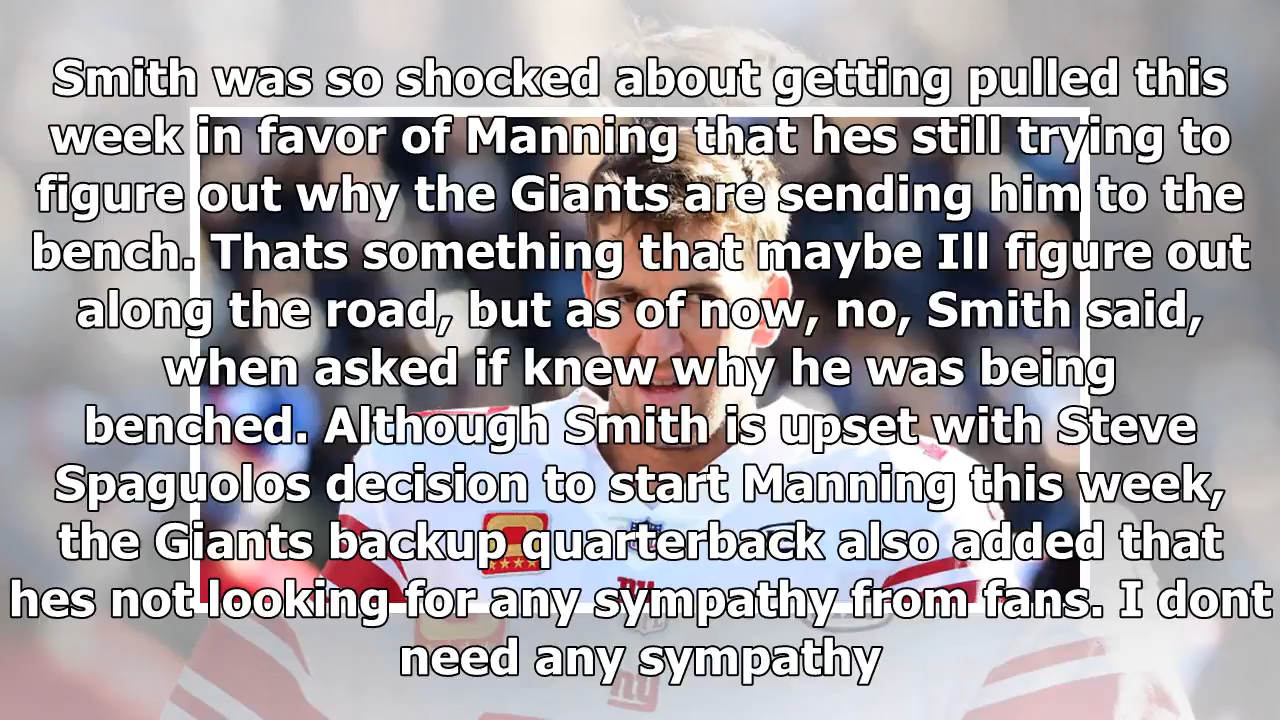 Smith was so shocked about getting pulled this
week in favor of Manning that hes still trying to
figure out why the Giants are sending him to the
bench. Thats something that maybe Ill figure out
along the road, but as of now, no, Smith said,
when asked if knew why he was being
benched. Although Smith is upset with Steve
Spaguolos decision to start Manning this week,
the Giants backup quarterback also added that
hes not looking for any sympathy from fans. I dont
need any sympathy